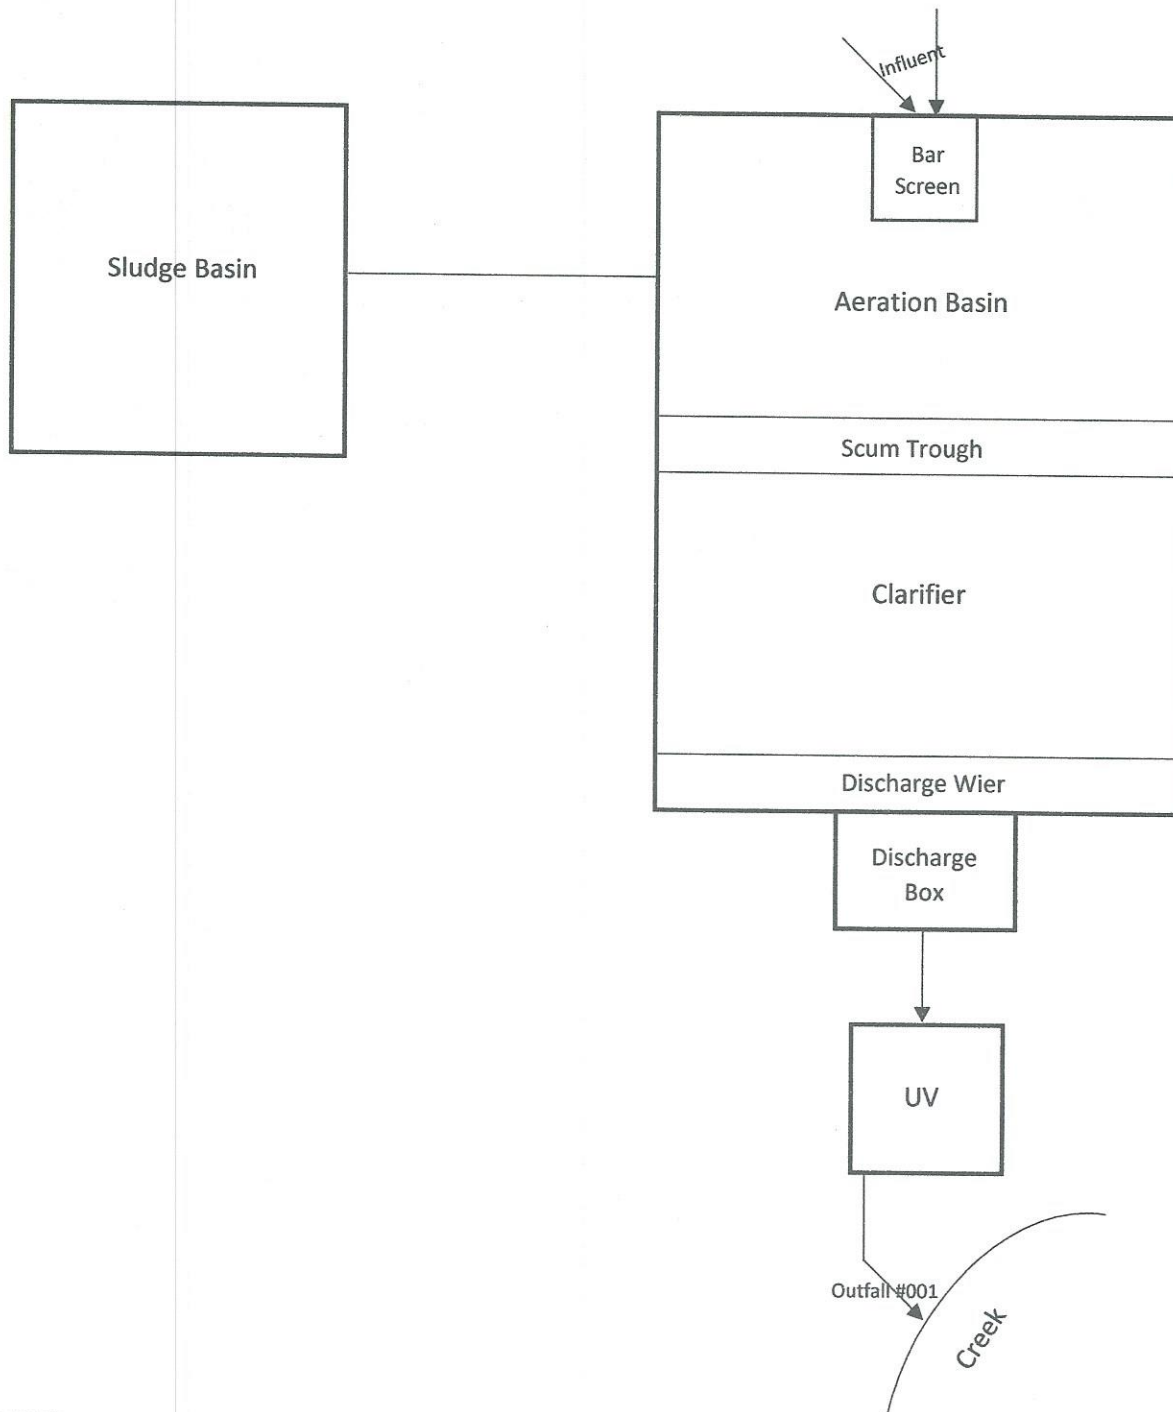 Influent
Bar
Screen
Sludge Basin
Aeration Basin
Scum Trough
Clarifier
Discharge Wier
Discharge
Box
UV
Outfall #001
Creek